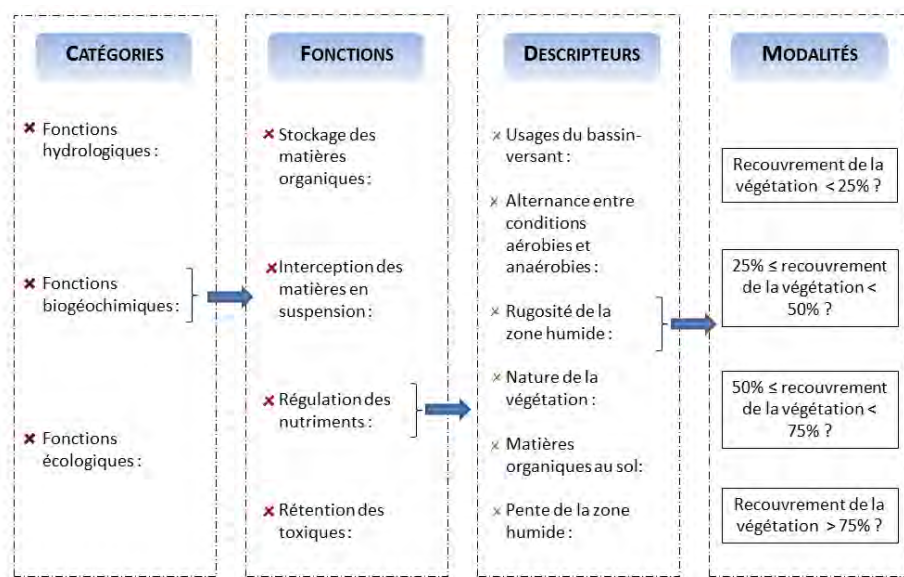 CATÉGORIES
Fonctions
hydrologiques :
Fonctions
biogéochimiques :
Fonctions
écologiques :
FONCTIONS
Stockage des
matières
organiques :
Interception des
matières en
suspension :
Régulation des
nutriments :
Rétention des
toxiques :
DESCRIPTEURS
Usages du bassin-
versant :
Alternance entre
conditions
aérobies et
anaérobies :
Rugosité de la
zone humide :
Nature de la
végétation :
Matières
organiques au sol:
Pente de la zone
humide :
MODALITÉS
Recouvrement de la
végétation < 25% ?
25% ≤ recouvrement
de la végétation <
50% ?
50% ≤ recouvrement
de la végétation <
75% ?
Recouvrement de la
végétation > 75% ?